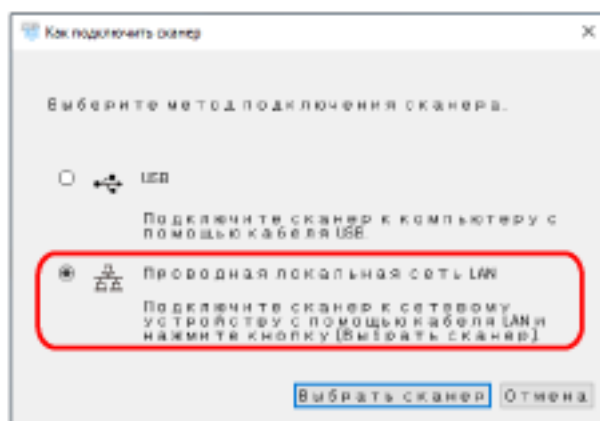 Как подключить сканер
Выберите метод подключения сканера.
USB
Подключите сканер к компьютеру с
помощью кабеля USB.
Проводная локальная сеть LAN
Подключите сканер к сетевому
устройству с помощью кабеля LAN и
нажмите кнопку [Выбрать сканер]
Выбрать сканер Отмена